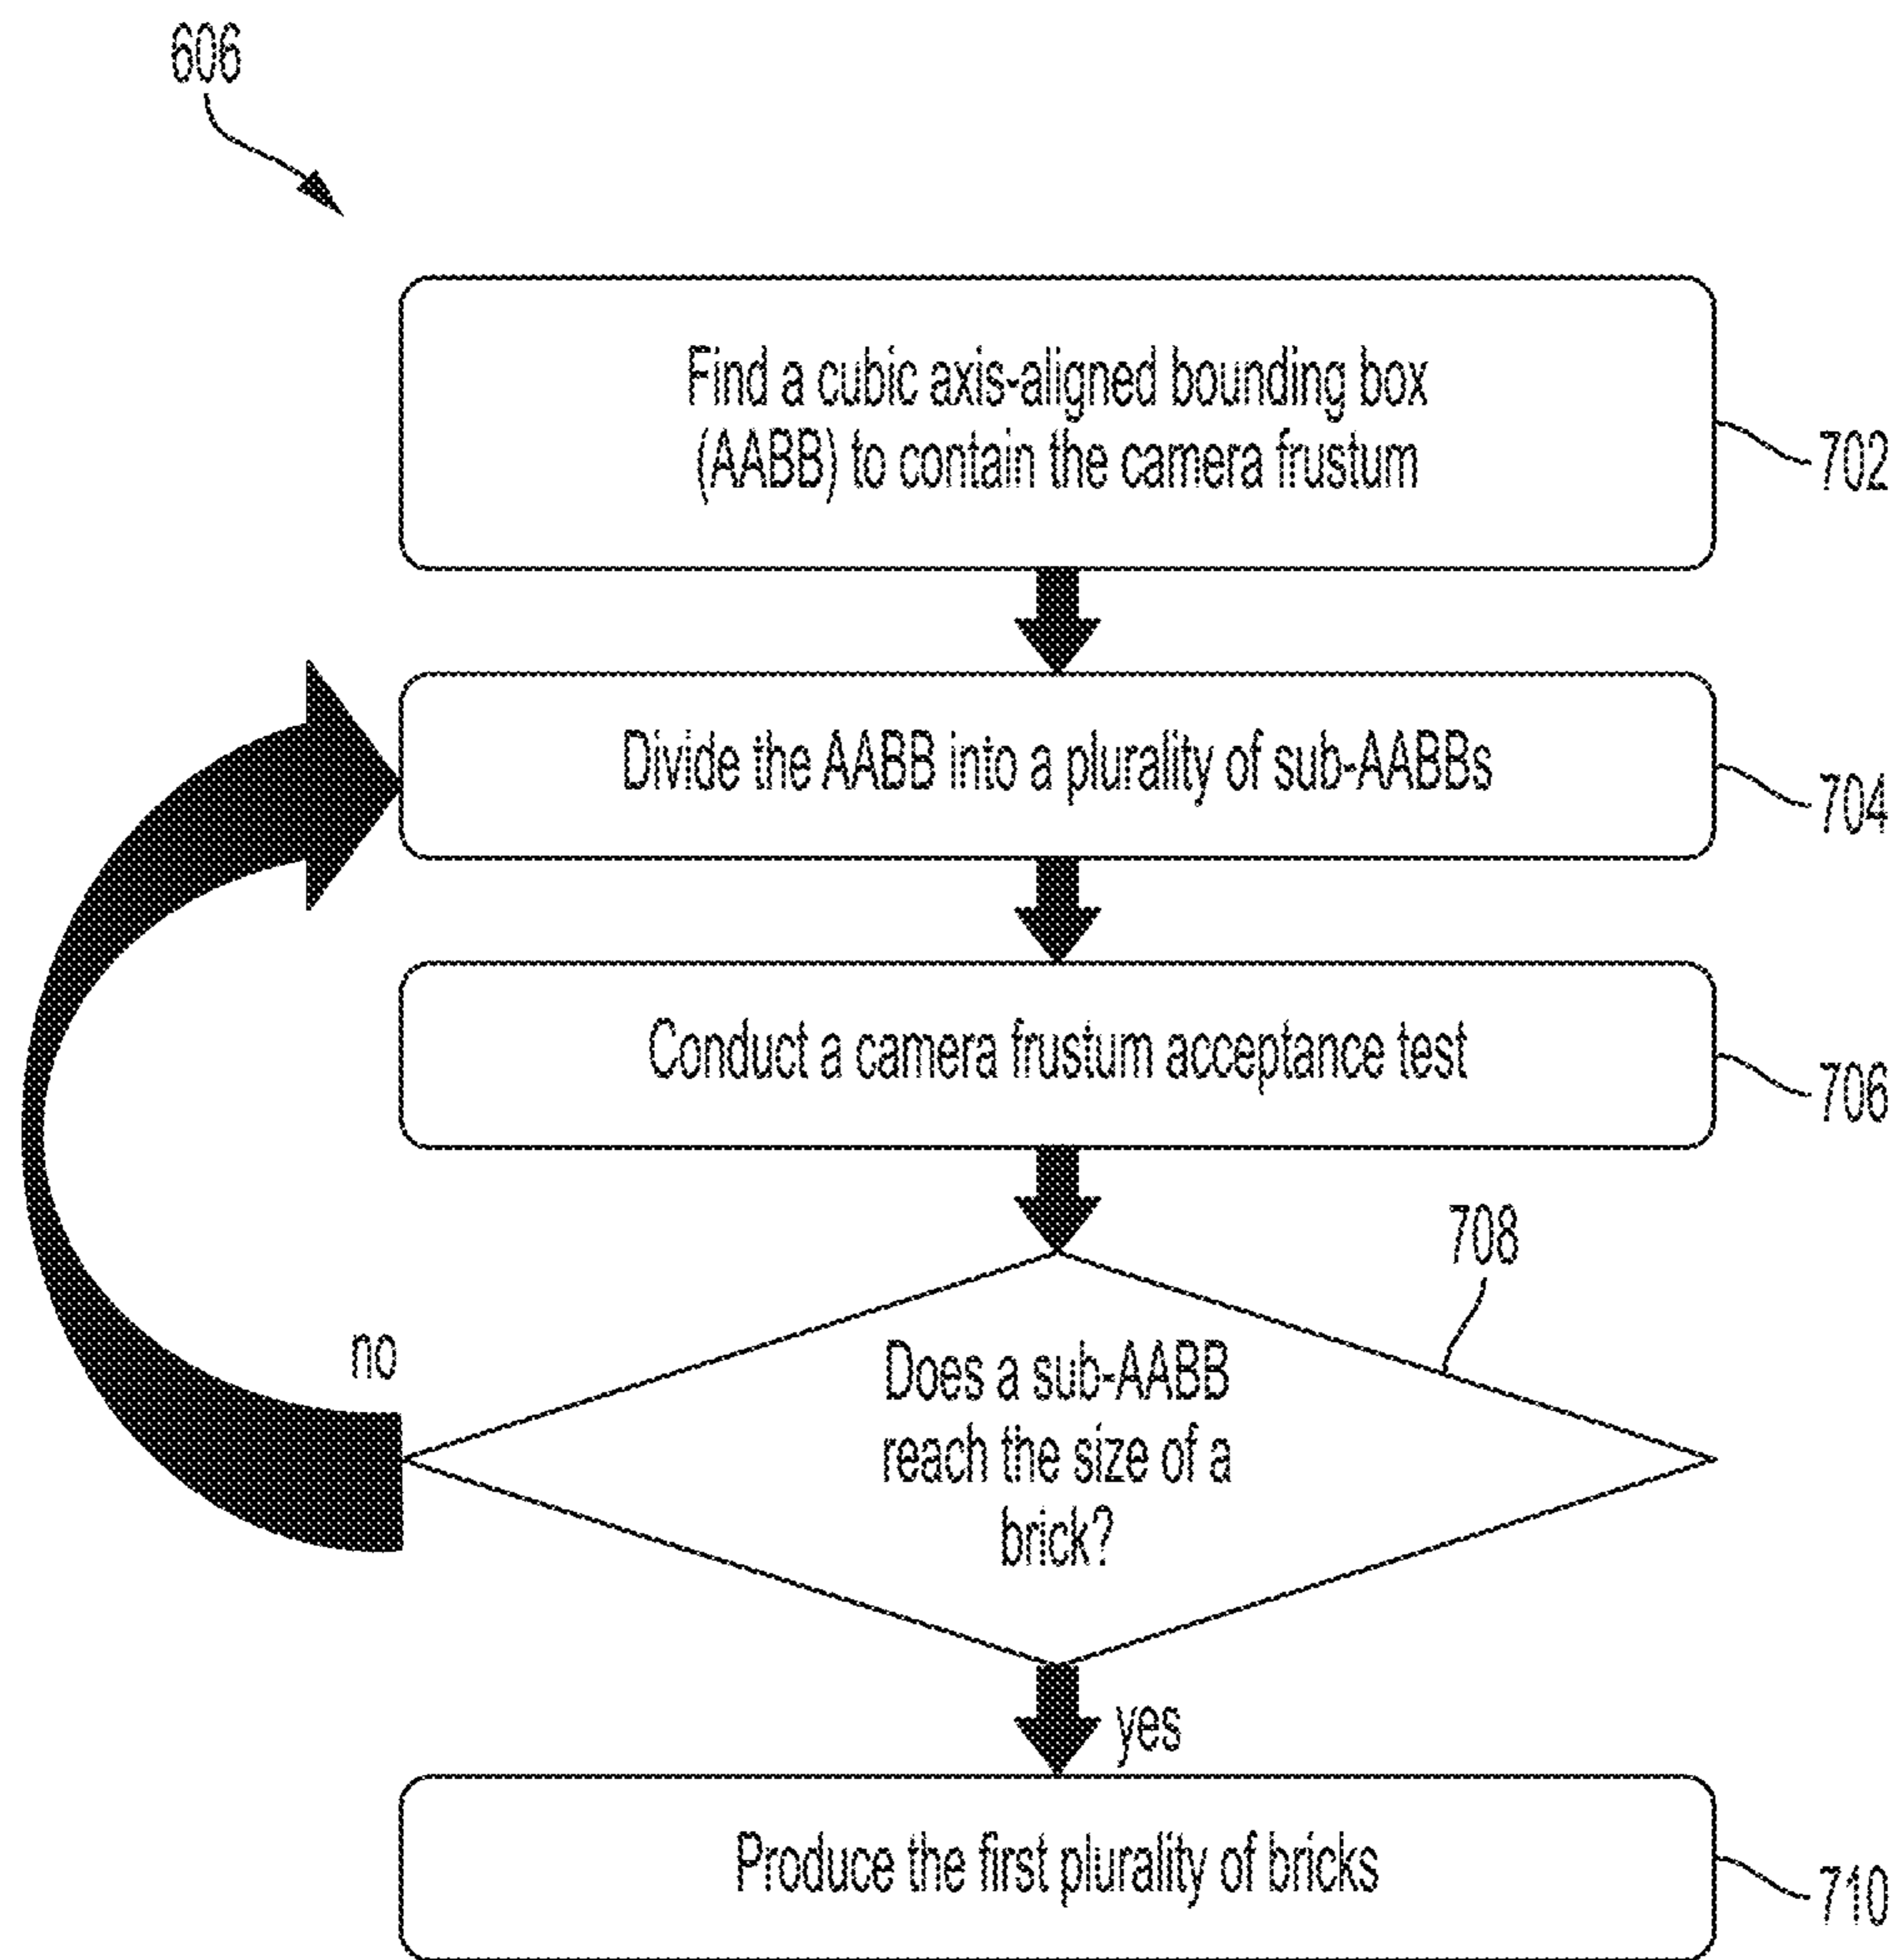 606
Find a cubic axis-aligned bounding box
(AABB) to contain the camera frustum
702
Divide the AABB into a plurality of sub-AABBs
704
Conduct a camera frustum acceptance test
706
708
Does a sub-AABB
reach the size of a
brick?
no
yes
Produce the first plurality of bricks
710